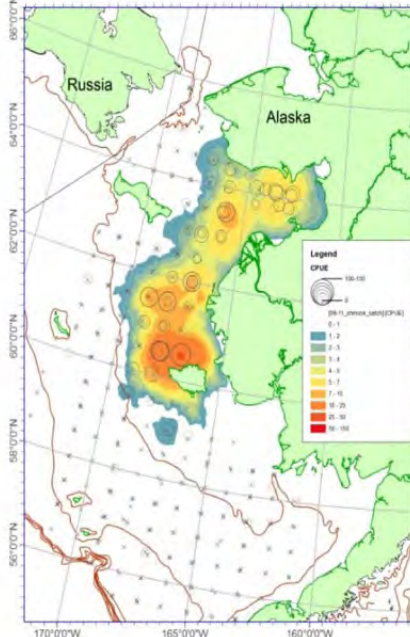 66°0'0"N
Russia
Alaska
64°0'0"N
62°0'0"N
60°0'0"N
58°0'0"N
56°0'0"N
Legend
CPUE
100-150
0
0 - 1
1 - 2
2 - 3
3 - 4
4 - 5
5 - 7
7 - 10
10 - 25
25 - 50
50 - 150
170°0'0"W
165°0'0"W
160°0'0"W